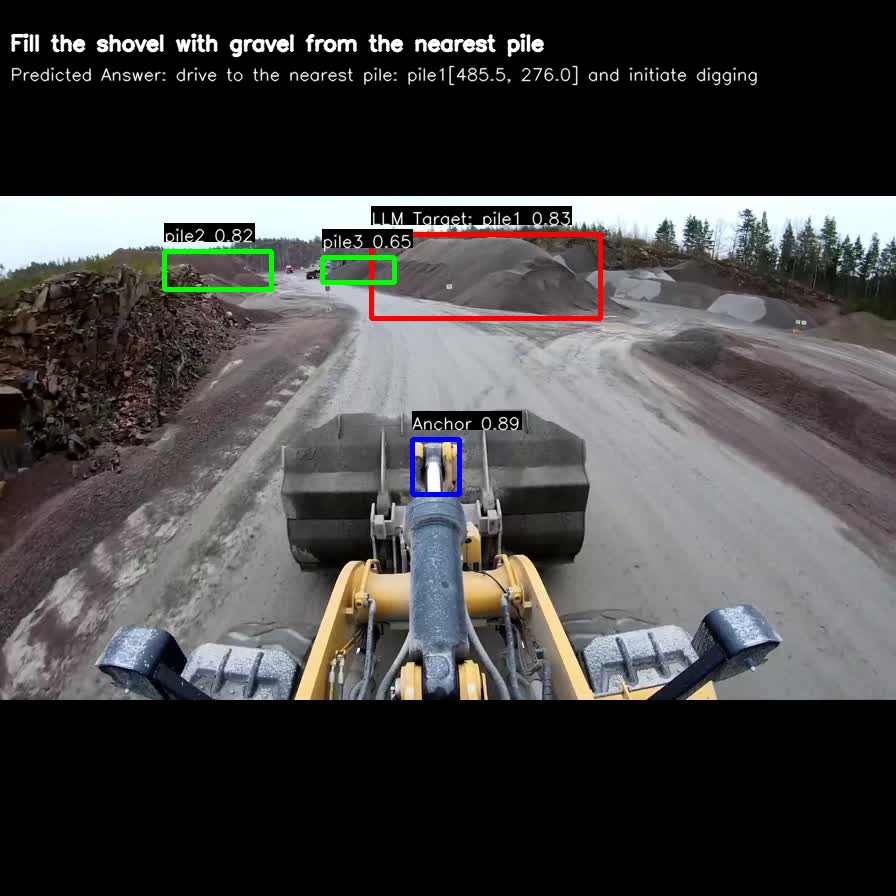 Fill the shovel with gravel from the nearest pile
Predicted Answer: drive to the nearest pile: pile1[485.5, 276.0] and initiate digging
LLM Target: pile1 0.83
pile2 0.82
pile3 0.65
Anchor 0.89